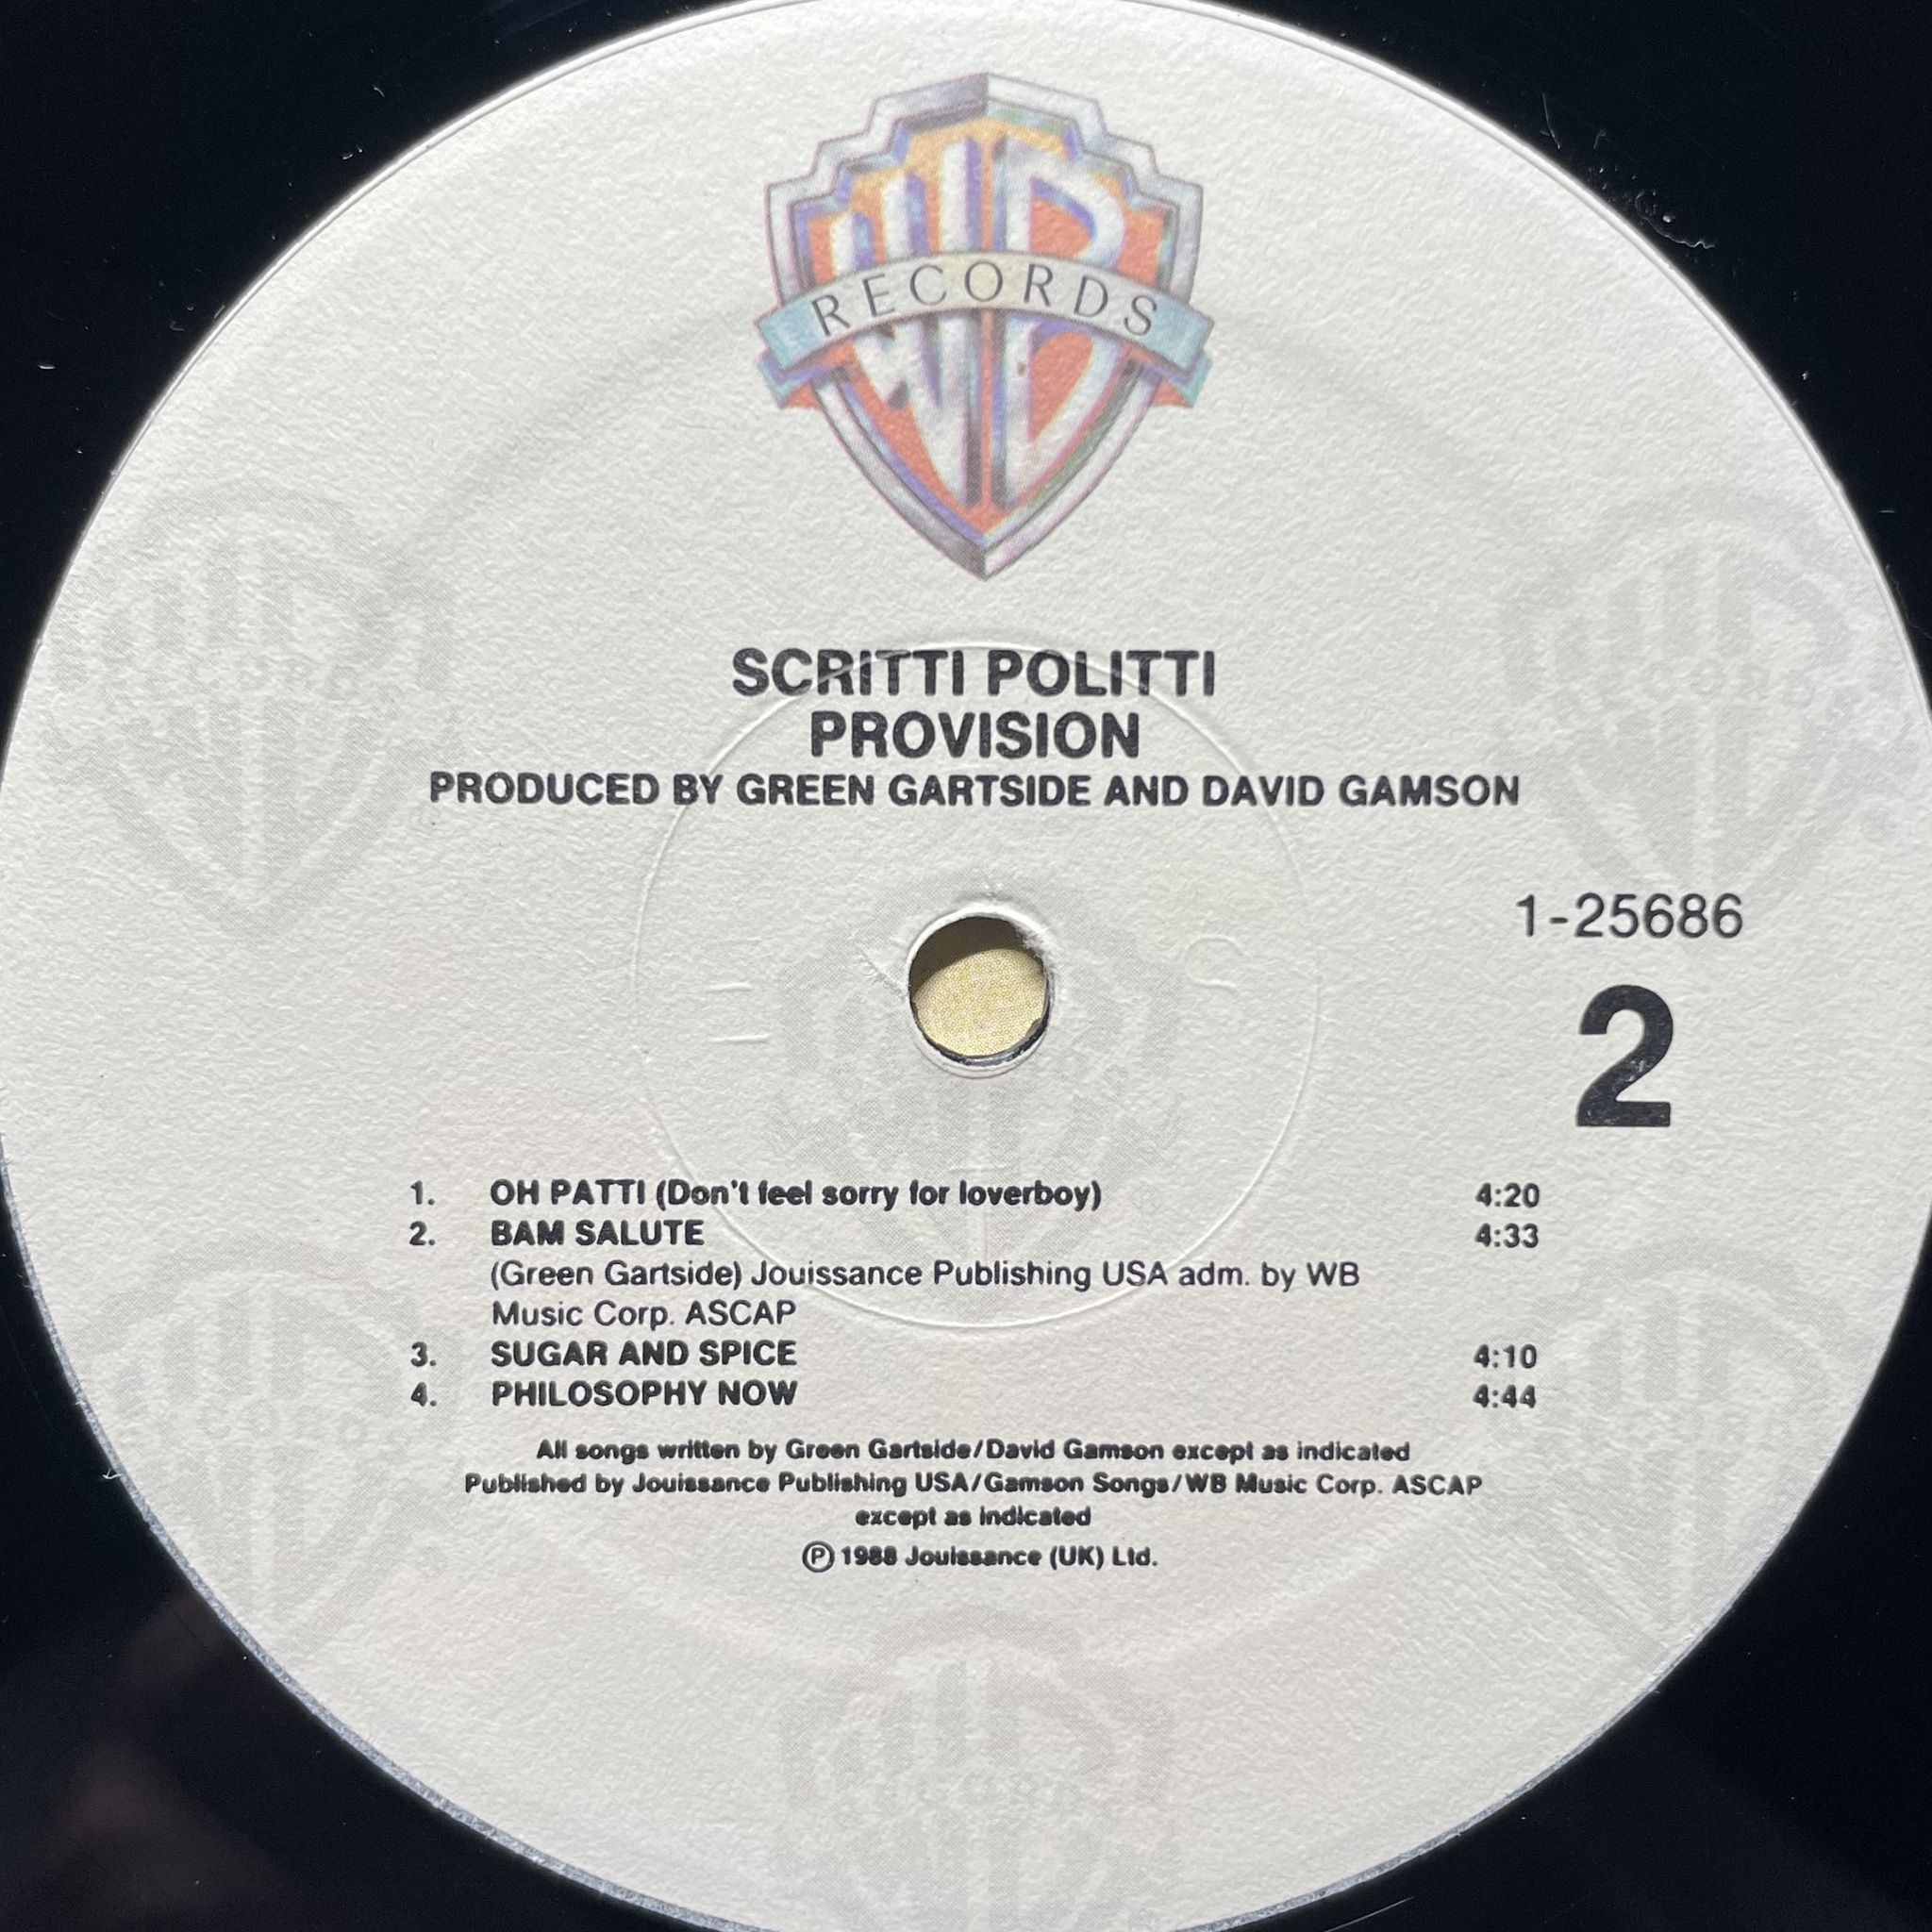 WB
RECORDS
SCRITTI POLITTI
PROVISION
PRODUCED BY GREEN GARTSIDE AND DAVID GAMSON
1-25686
2
1. OH PATTI (Don't feel sorry for loverboy) 4:20
2. BAM SALUTE 4:33
(Green Gartside) Jouissance Publishing USA adm. by WB
Music Corp. ASCAP
3. SUGAR AND SPICE 4:10
4. PHILOSOPHY NOW 4:44
All songs written by Green Gartside/David Gamson except as indicated
Published by Jouissance Publishing USA/Gamson Songs/WB Music Corp. ASCAP
except as indicated
Ⓟ 1988 Jouissance (UK) Ltd.